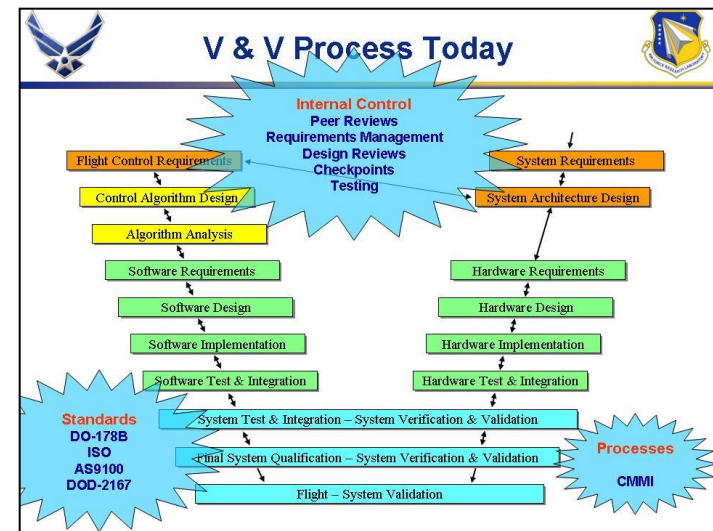 V & V Process Today
Internal Control
Peer Reviews
Requirements Management
Design Reviews
Checkpoints
Testing
Flight Control Requirements
System Requirements
Control Algorithm Design
System Architecture Design
Algorithm Analysis
Software Requirements
Hardware Requirements
Software Design
Hardware Design
Software Implementation
Hardware Implementation
Software Test & Integration
Hardware Test & Integration
System Test & Integration – System Verification & Validation
Final System Qualification – System Verification & Validation
Flight – System Validation
Standards
DO-178B
ISO
AS9100
DOD-2167
Processes
CMMI